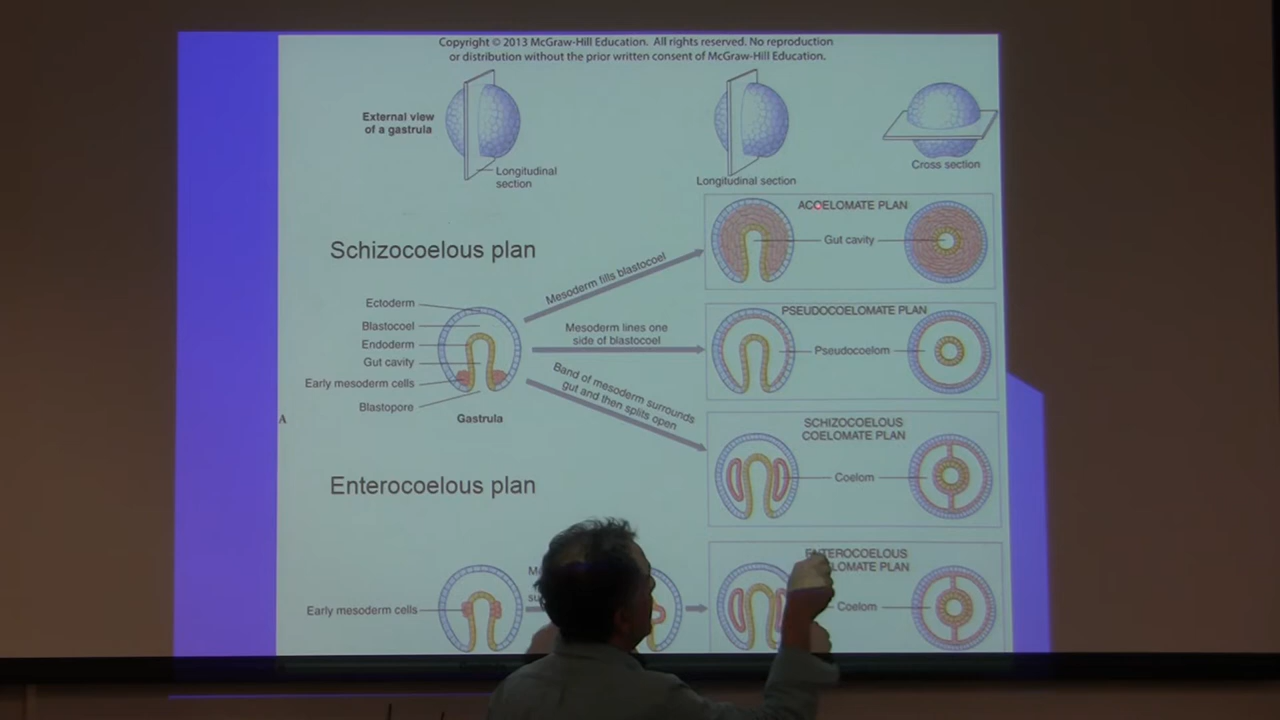 Copyright © 2013 McGraw-Hill Education. All rights reserved. No reproduction
or distribution without the prior written consent of McGraw-Hill Education.
External view
of a gastrula
Longitudinal
section
Longitudinal section
Cross section
Schizocoelous plan
Mesoderm fills blastocoel
ACOELOMATE PLAN
Gut cavity
Ectoderm
Blastocoel
Endoderm
Gut cavity
Early mesoderm cells
Blastopore
Gastrula
A
Mesoderm lines one
side of blastocoel
PSEUDOCOELOMATE PLAN
Pseudocoelom
Band of mesoderm surrounds
gut and then splits open
SCHIZOCOELOUS
COELOMATE PLAN
Coelom
Enterocoelous plan
Early mesoderm cells
ENTEROCOELOUS
PLAN
Coelom